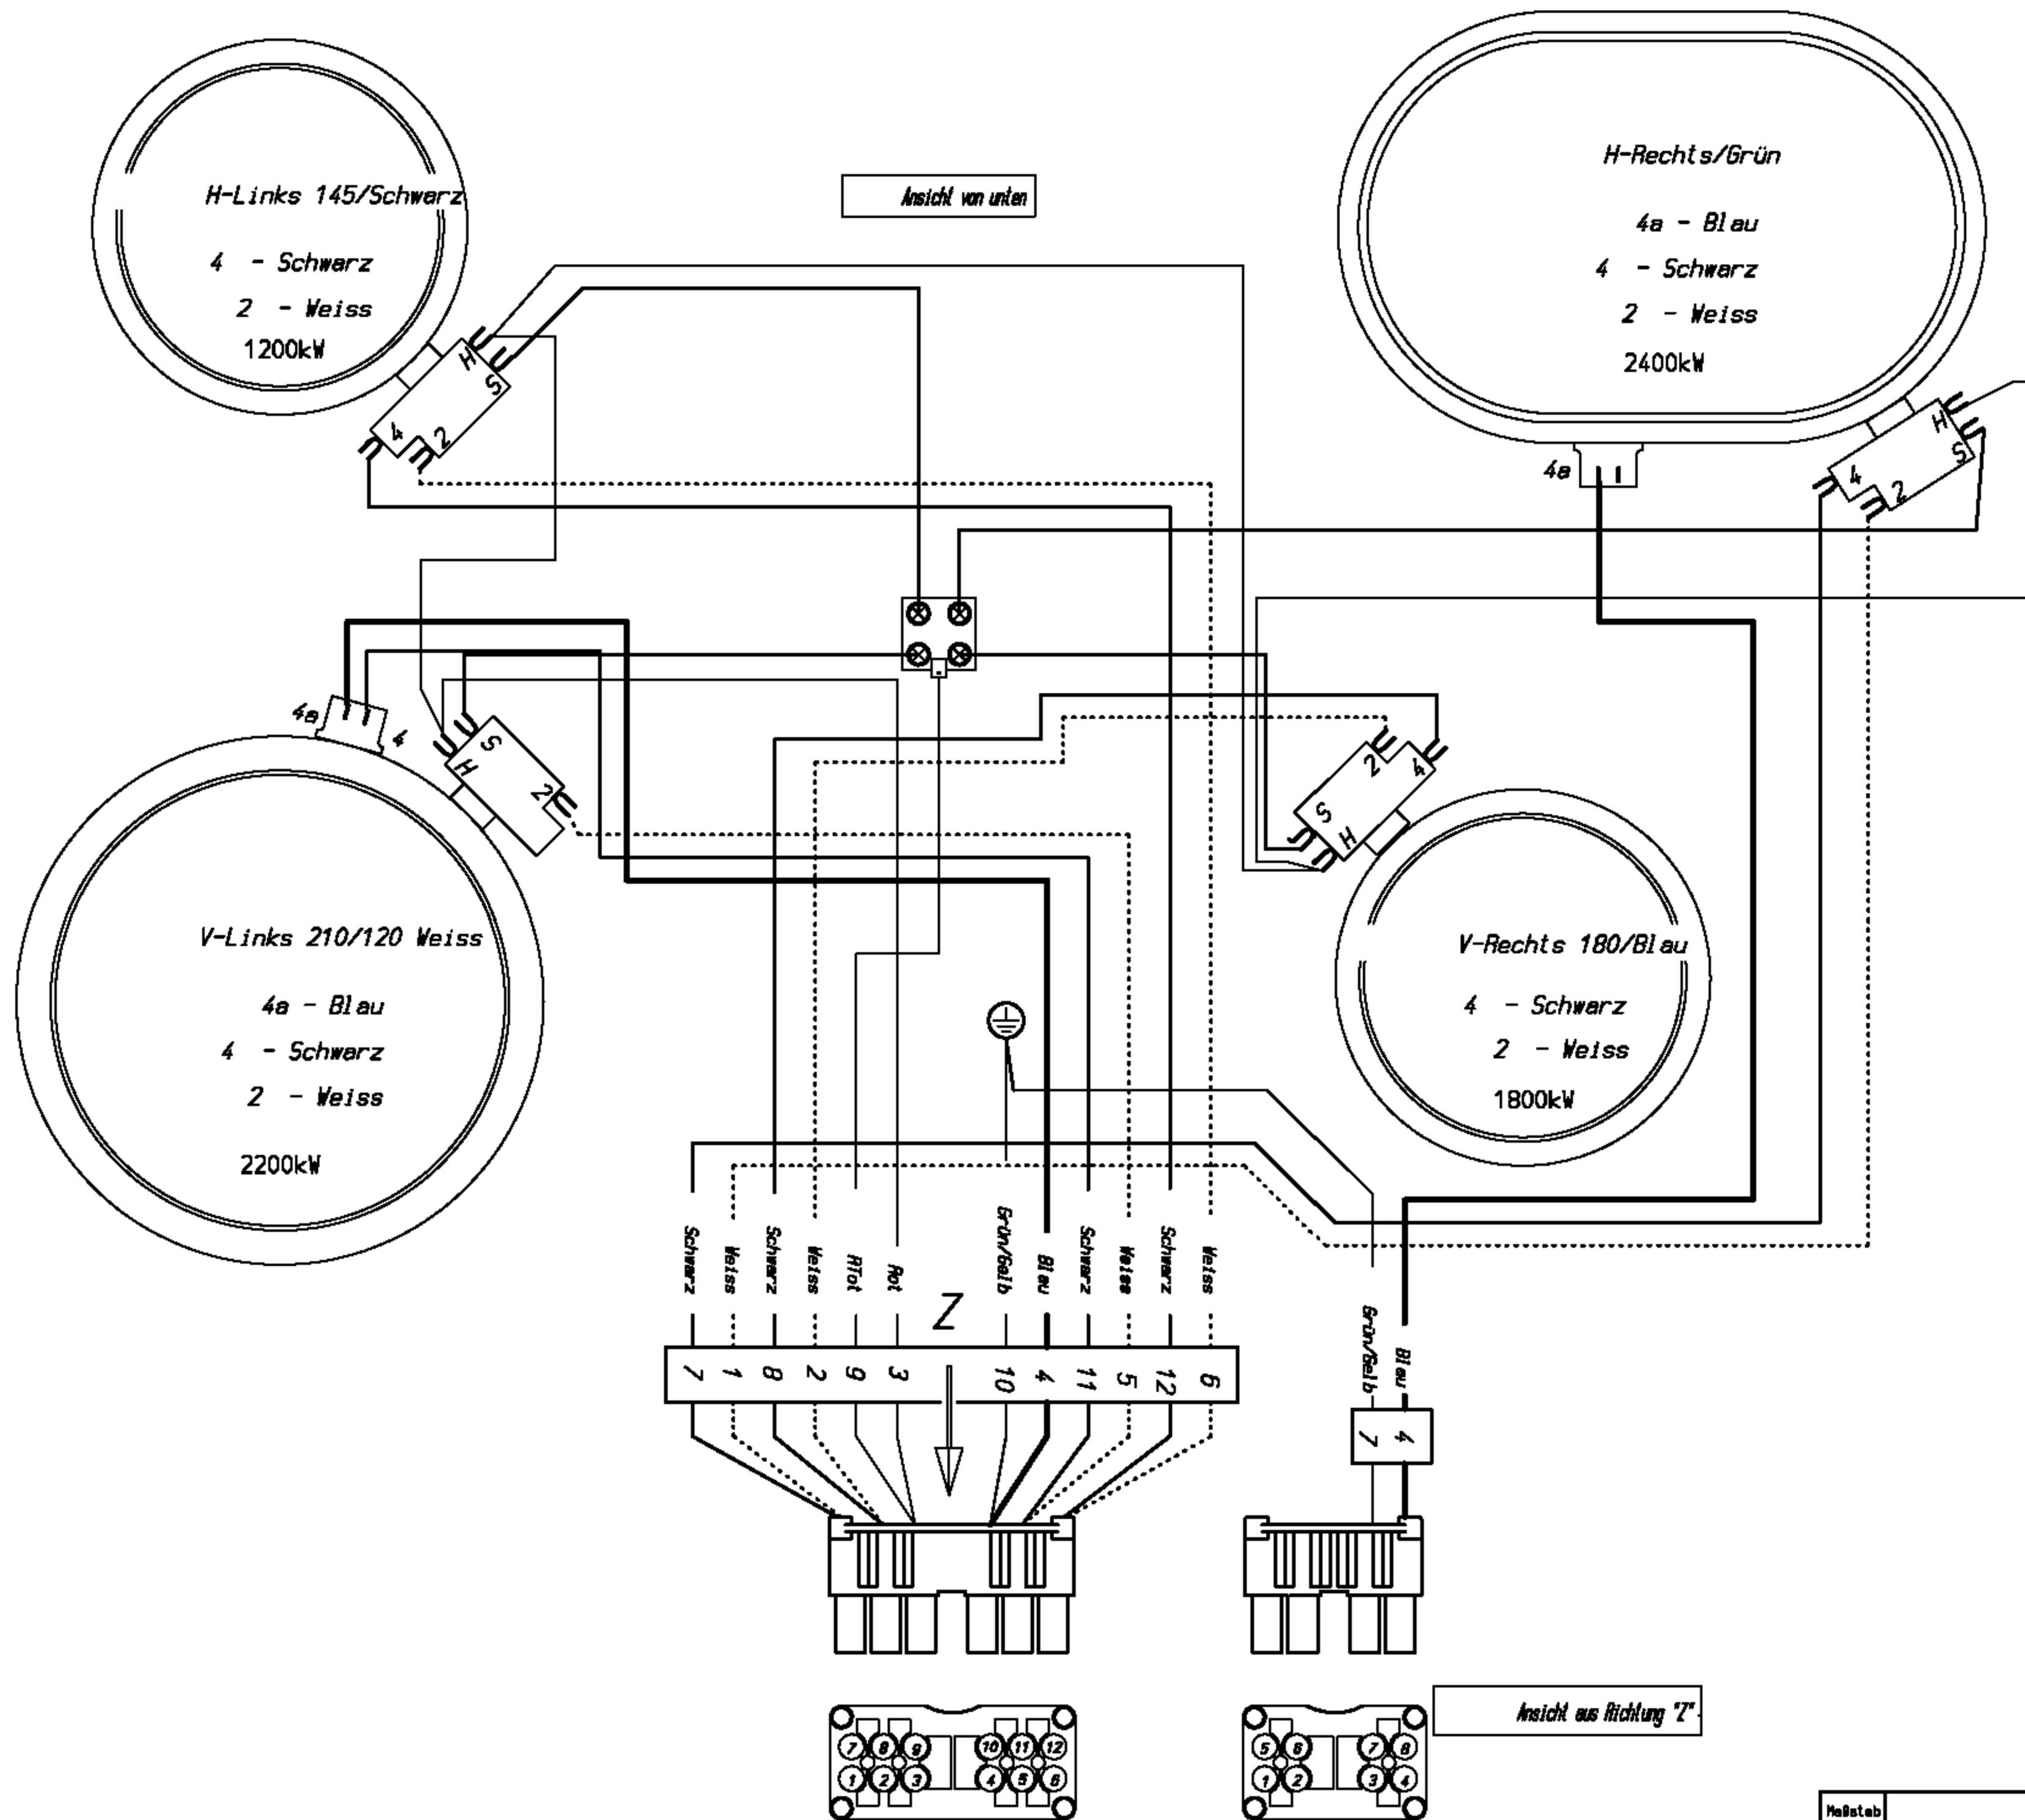 H-Links 145/Schwarz
4 - Schwarz
2 - Weiss
1200kW
H
S
4
2
Ansicht von unten
H-Rechts/Grün
4a - Blau
4 - Schwarz
2 - Weiss
2400kW
4a
H
S
4
2
4a
4
S
H
2
V-Links 210/120 Weiss
4a - Blau
4 - Schwarz
2 - Weiss
2200kW
2
4
S
H
V-Rechts 180/Blau
4 - Schwarz
2 - Weiss
1800kW
Schwarz
Weiss
Schwarz
Weiss
RTot
Rot
Z
Grün/Gelb
Blau
Schwarz
Weiss
Schwarz
Weiss
Grün/Gelb
Blau
7 1 8 2 9 3 10 4 11 5 12 6
7 4
Ansicht aus Richtung "Z"
7 8 9 10 11 12
1 2 3 4 5 6
5 6 7 8
1 2 3 4
Maßstab